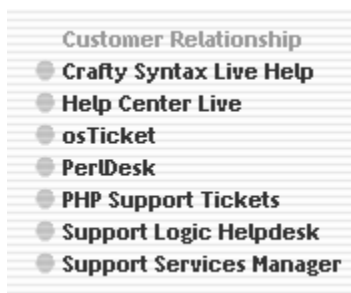 Customer Relationship
Crafty Syntax Live Help
Help Center Live
osTicket
PerlDesk
PHP Support Tickets
Support Logic Helpdesk
Support Services Manager